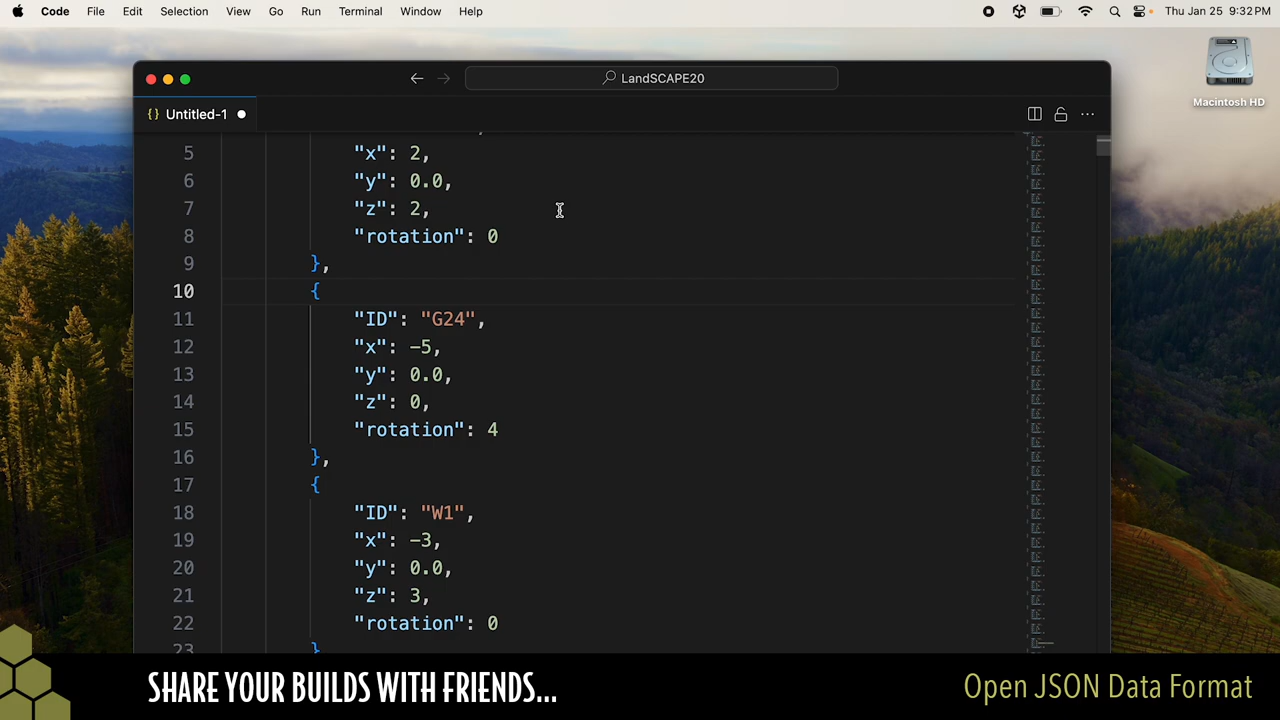 Code File Edit Selection View Go Run Terminal Window Help Thu Jan 25 9:32 PM
LandSCAPE20
Macintosh HD
{} Untitled-1
5 "x": 2,
6 "y": 0.0,
7 "z": 2,
8 "rotation": 0
9 },
10 {
11 "ID": "G24",
12 "x": -5,
13 "y": 0.0,
14 "z": 0,
15 "rotation": 4
16 },
17 {
18 "ID": "W1",
19 "x": -3,
20 "y": 0.0,
21 "z": 3,
22 "rotation": 0
23 }
SHARE YOUR BUILDS WITH FRIENDS...
Open JSON Data Format